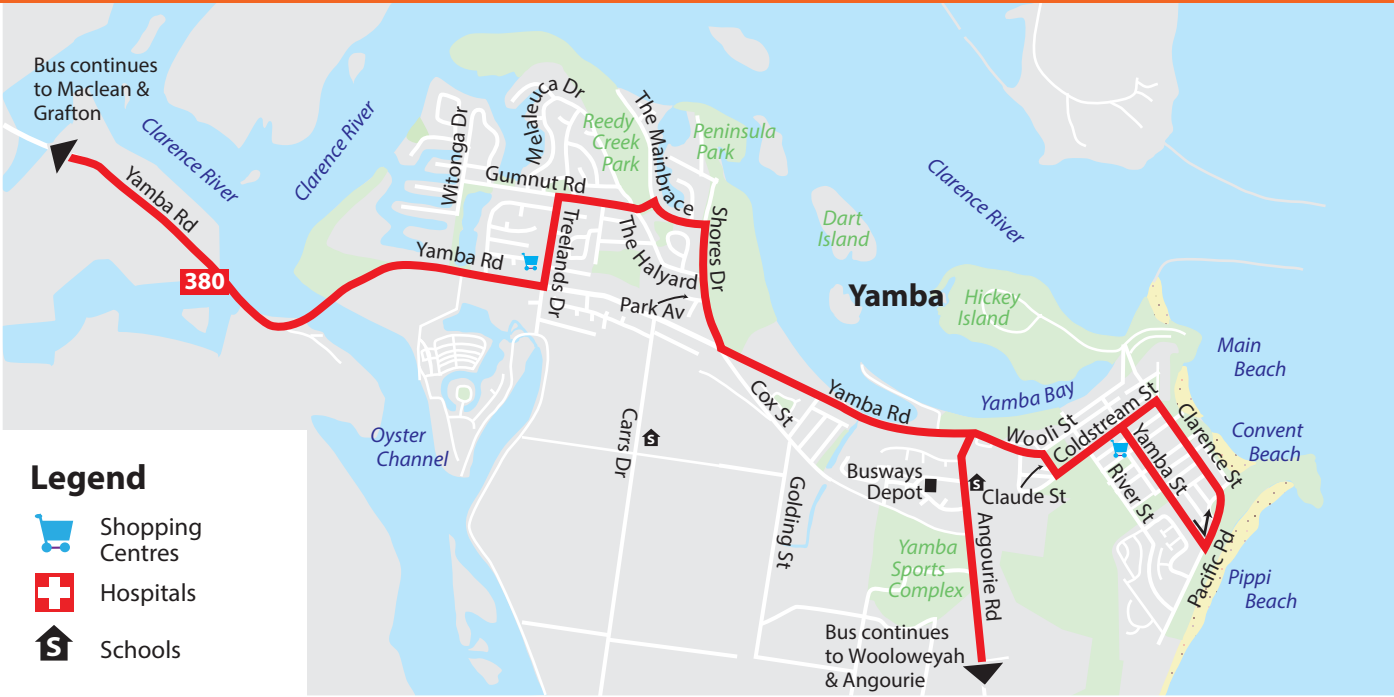 Bus continues
to Maclean &
Grafton
Clarence River
Clarence River
Yamba Rd
380
Witonga Dr
Melaleuca Dr
Gumnut Rd
Reedy
Creek
Park
The Mainbrace
Peninsula
Park
Yamba Rd
Treelands Dr
The Halyard
Shores Dr
Park Av
Dart
Island
Clarence River
Yamba
Hickey
Island
Main
Beach
Yamba Bay
Cox St
Yamba Rd
Wooli St
Coldstream St
Clarence St
Convent
Beach
Oyster
Channel
Carrs Dr
S
Golding St
Busways
Depot
S
Claude St
Yamba St
River St
Angourie Rd
Yamba
Sports
Complex
Pacific Pd
Pippi
Beach
Bus continues
to Wooloweyah
& Angourie
Legend
Shopping
Centres
Hospitals
S
Schools